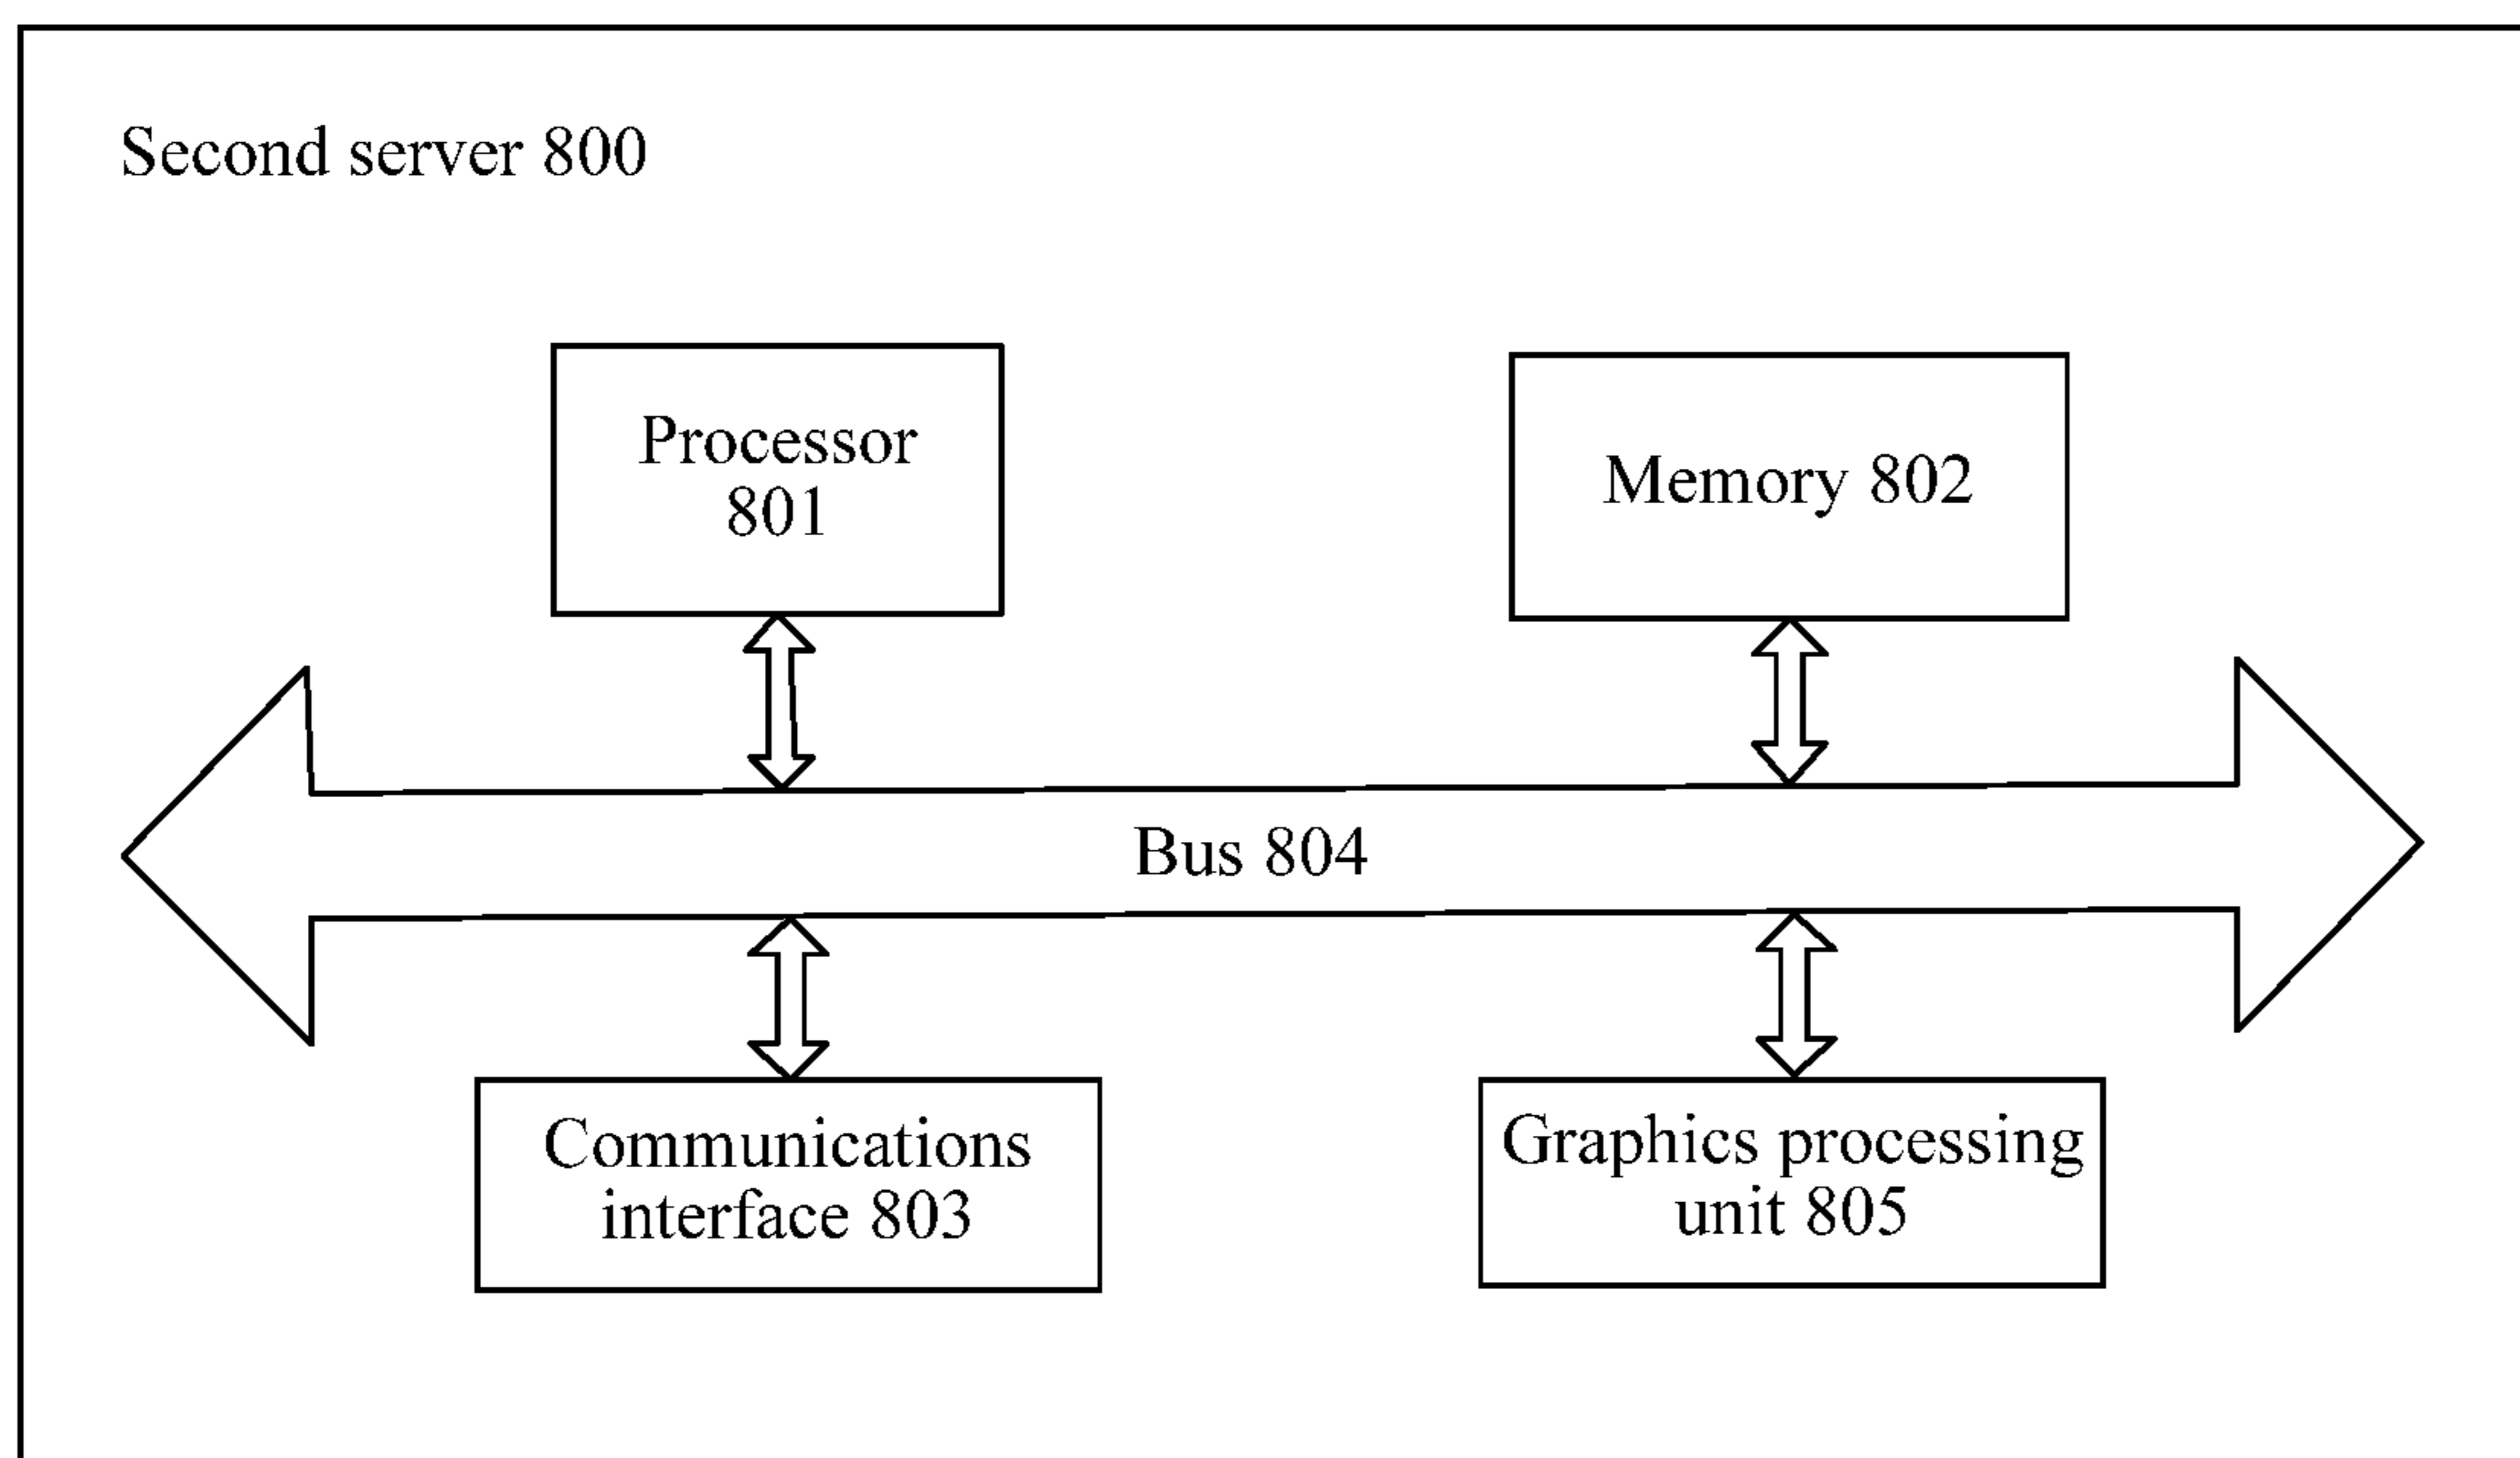 Second server 800
Processor
801
Memory 802
Bus 804
Communications
interface 803
Graphics processing
unit 805